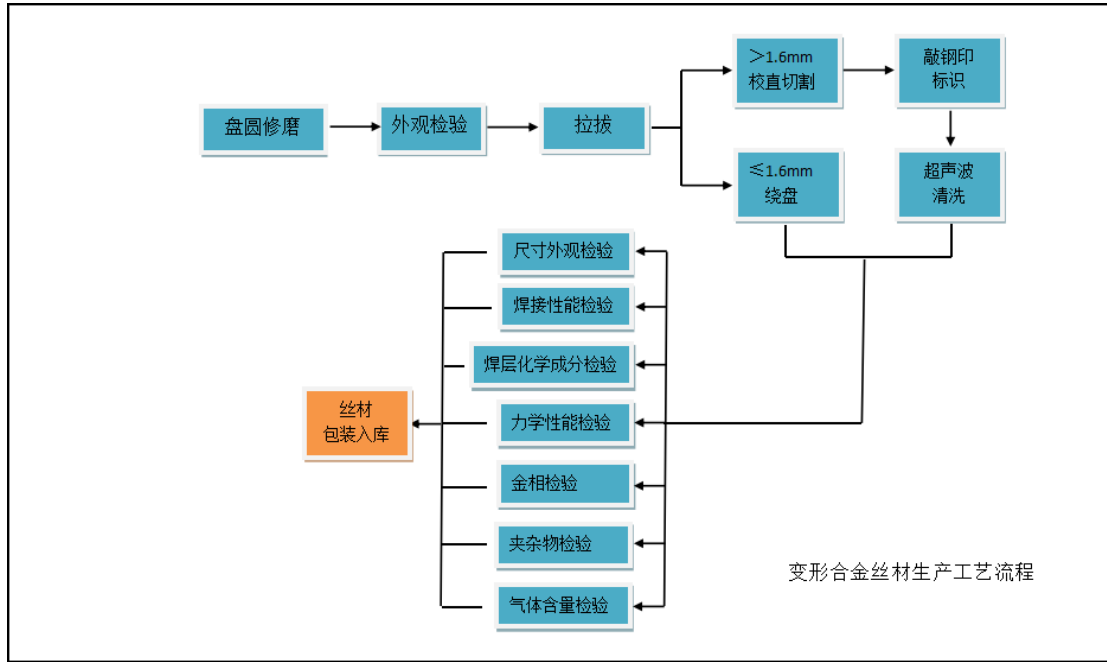 盘圆修磨
外观检验
拉拔
＞1.6mm
校直切割
敲钢印
标识
≤1.6mm
绕盘
超声波
清洗
尺寸外观检验
焊接性能检验
焊层化学成分检验
力学性能检验
金相检验
夹杂物检验
气体含量检验
丝材
包装入库
变形合金丝材生产工艺流程